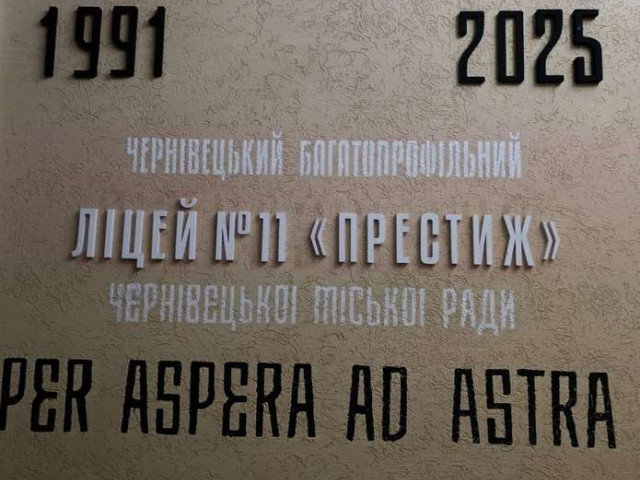 1991 2025
ЧЕРНІВЕЦЬКИЙ БАГАТОПРОФІЛЬНИЙ
ЛІЦЕЙ №11 «ПРЕСТИЖ»
ЧЕРНІВЕЦЬКОЇ МІСЬКОЇ РАДИ
PER ASPERA AD ASTRA